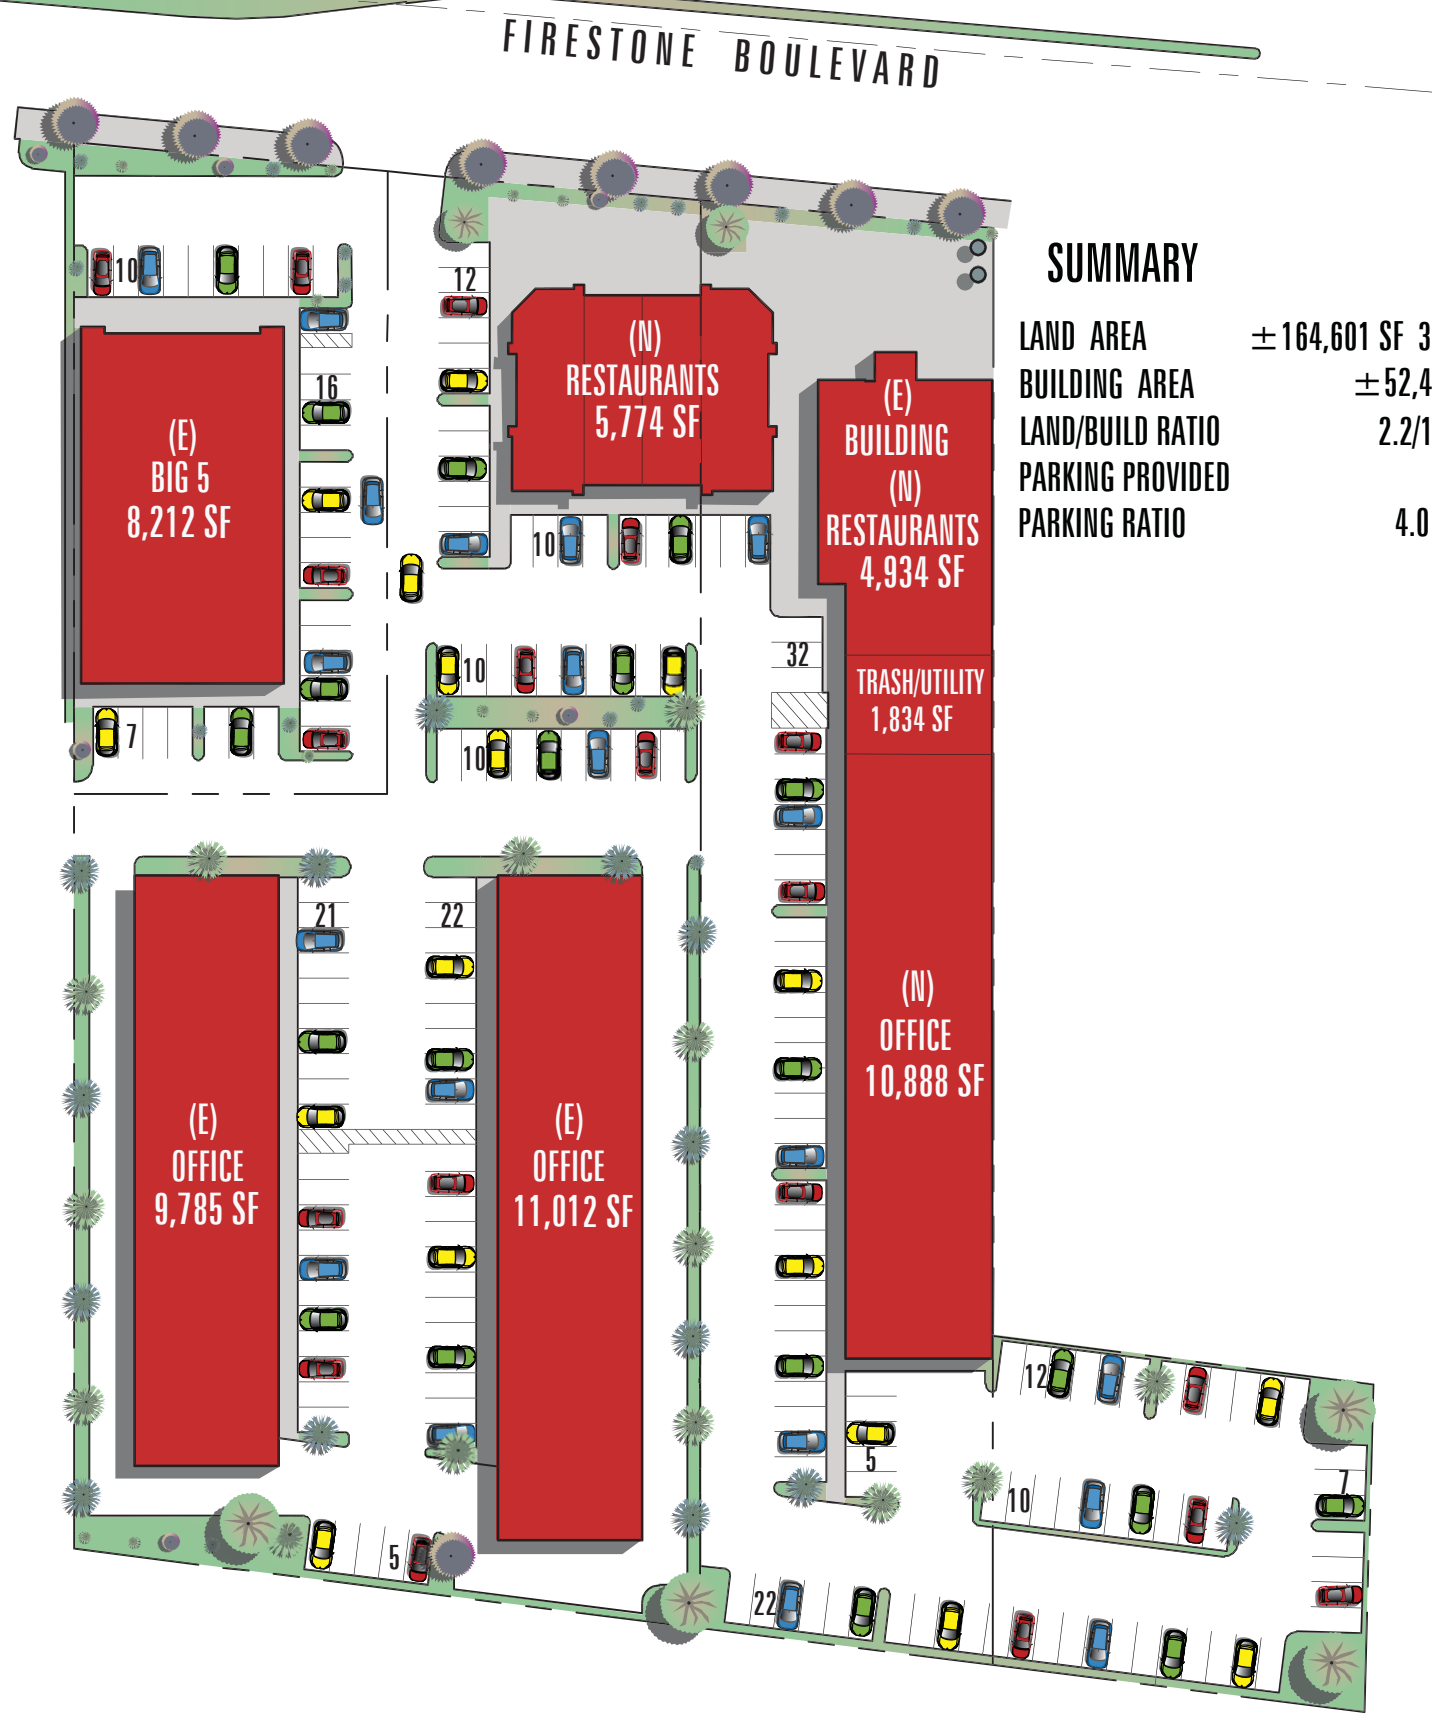 FIRESTONE BOULEVARD
SUMMARY
LAND AREA ±164,601 SF 3
BUILDING AREA ±52,4
LAND/BUILD RATIO 2.2/1
PARKING PROVIDED
PARKING RATIO 4.0
10
12
16
(E)
BIG 5
8,212 SF
(N)
RESTAURANTS
5,774 SF
(E)
BUILDING
(N)
RESTAURANTS
4,934 SF
10
32
10
TRASH/UTILITY
1,834 SF
7
10
21
22
(N)
OFFICE
10,888 SF
(E)
OFFICE
9,785 SF
(E)
OFFICE
11,012 SF
12
5
7
10
5
22